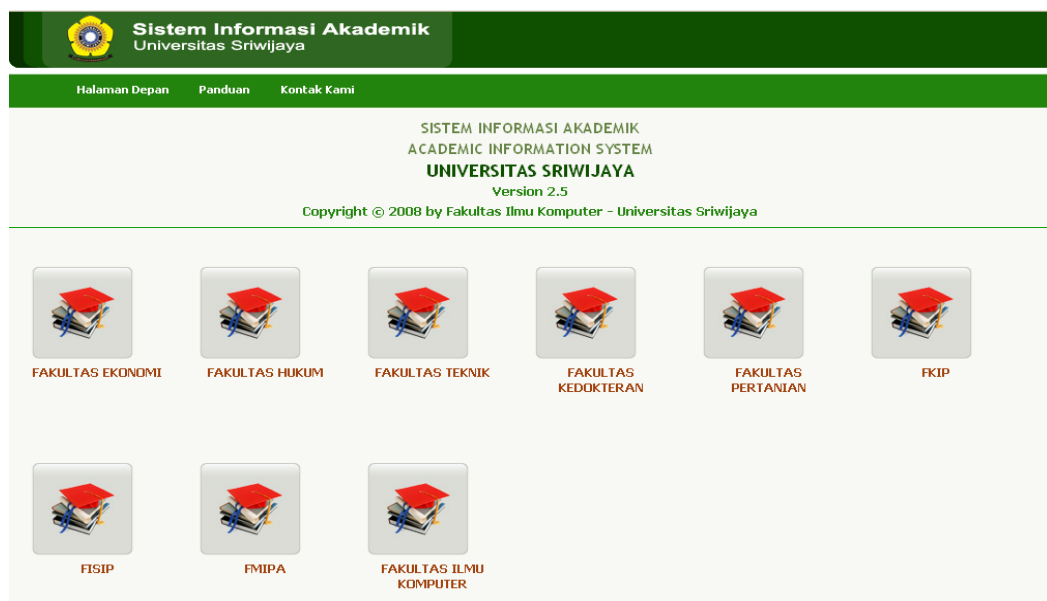 Sistem Informasi Akademik
Universitas Sriwijaya
Halaman Depan Panduan Kontak Kami
SISTEM INFORMASI AKADEMIK
ACADEMIC INFORMATION SYSTEM
UNIVERSITAS SRIWIJAYA
Version 2.5
Copyright © 2008 by Fakultas Ilmu Komputer - Universitas Sriwijaya
FAKULTAS EKONOMI
FAKULTAS HUKUM
FAKULTAS TEKNIK
FAKULTAS
KEDOKTERAN
FAKULTAS
PERTANIAN
FKIP
FISIP
FMIPA
FAKULTAS ILMU
KOMPUTER